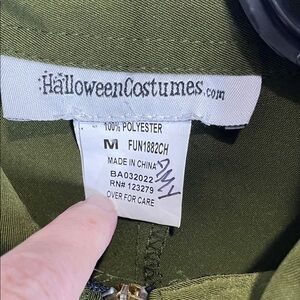 HalloweenCostumes.com
100% POLYESTER
M FUN1882CH
MADE IN CHINA
BA032022
RN# 123279
OVER FOR CARE